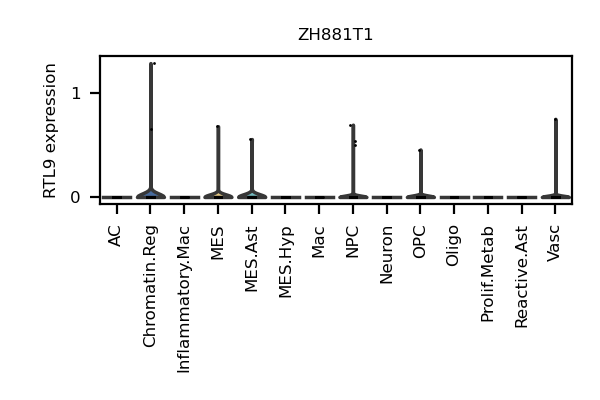 ZH881T1
RTL9 expression
1
0
AC
Chromatin.Reg
Inflammatory.Mac
MES
MES.Ast
MES.Hyp
Mac
NPC
Neuron
OPC
Oligo
Prolif.Metab
Reactive.Ast
Vasc